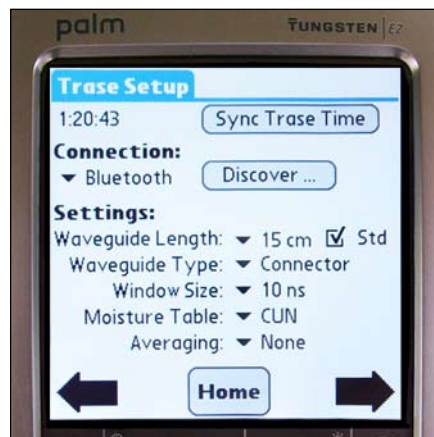 palm TUNGSTEN | E2
Trase Setup
1:20:43 Sync Trase Time
Connection:
Bluetooth Discover ...
Settings:
Waveguide Length: 15 cm Std
Waveguide Type: Connector
Window Size: 10 ns
Moisture Table: CUN
Averaging: None
Home